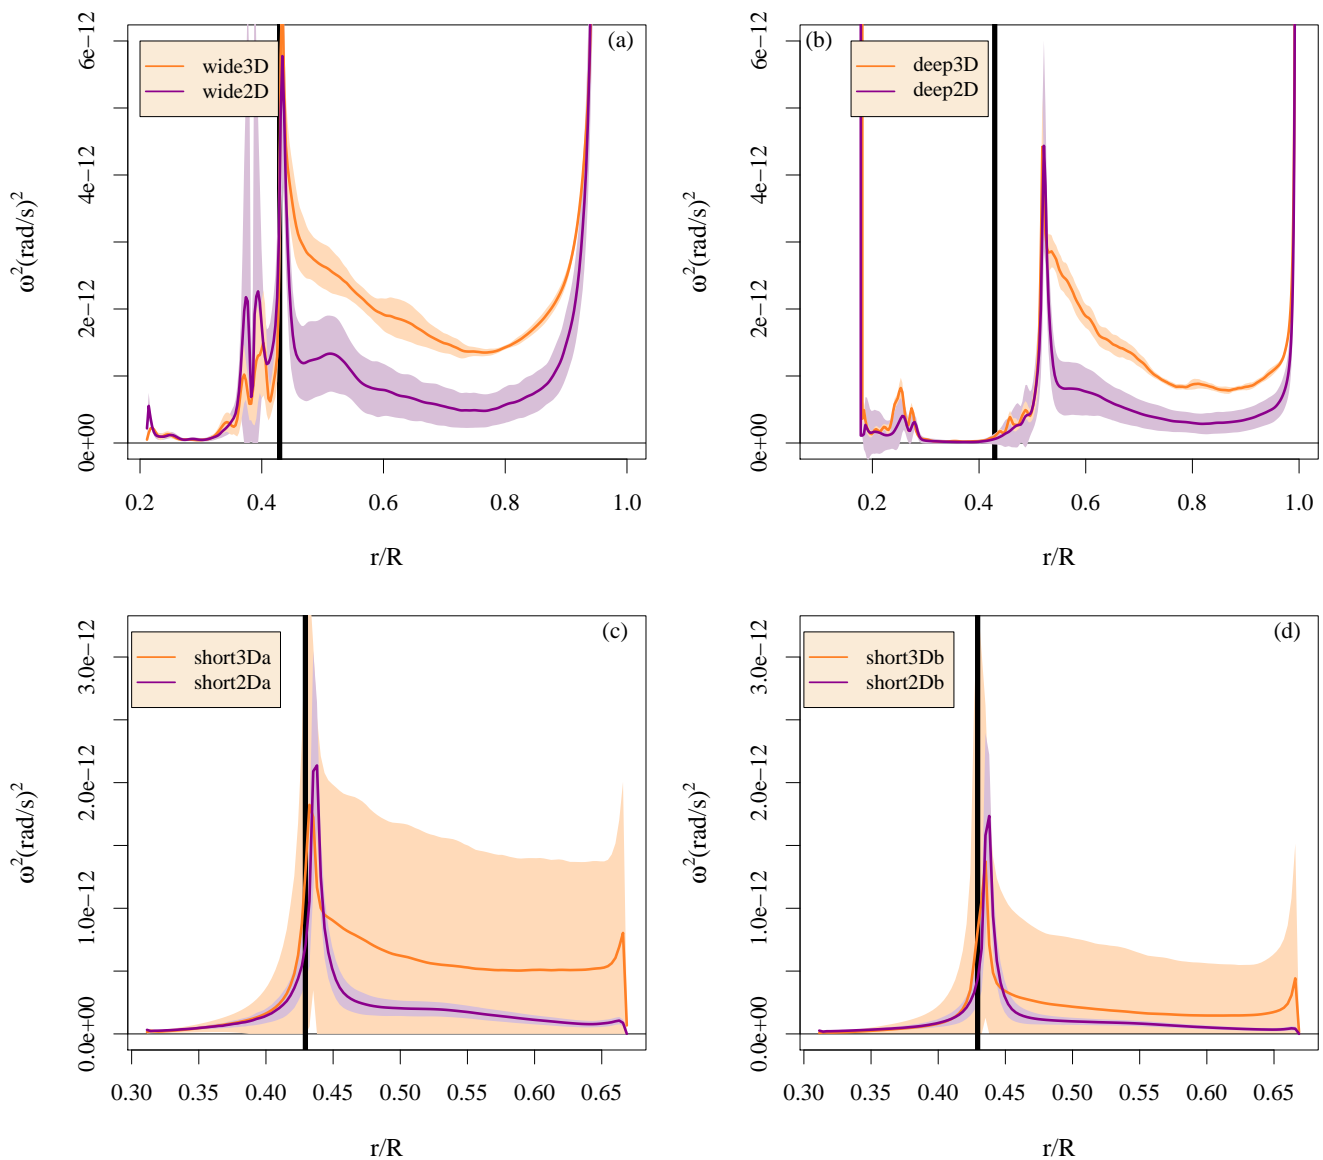 (a)
wide3D
wide2D
6e−12
4e−12
2e−12
0e+00
ω^2(rad/s)^2
0.2 0.4 0.6 0.8 1.0
r/R
(b)
deep3D
deep2D
6e−12
4e−12
2e−12
0e+00
ω^2(rad/s)^2
0.2 0.4 0.6 0.8 1.0
r/R
(c)
short3Da
short2Da
3.0e−12
2.0e−12
1.0e−12
0.0e+00
ω^2(rad/s)^2
0.30 0.35 0.40 0.45 0.50 0.55 0.60 0.65
r/R
(d)
short3Db
short2Db
3.0e−12
2.0e−12
1.0e−12
0.0e+00
ω^2(rad/s)^2
0.30 0.35 0.40 0.45 0.50 0.55 0.60 0.65
r/R